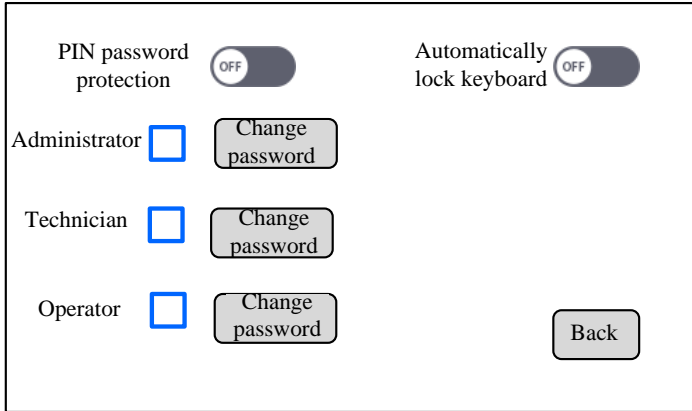 PIN password
protection
OFF
Automatically
lock keyboard
OFF
Administrator
Change
password
Technician
Change
password
Operator
Change
password
Back